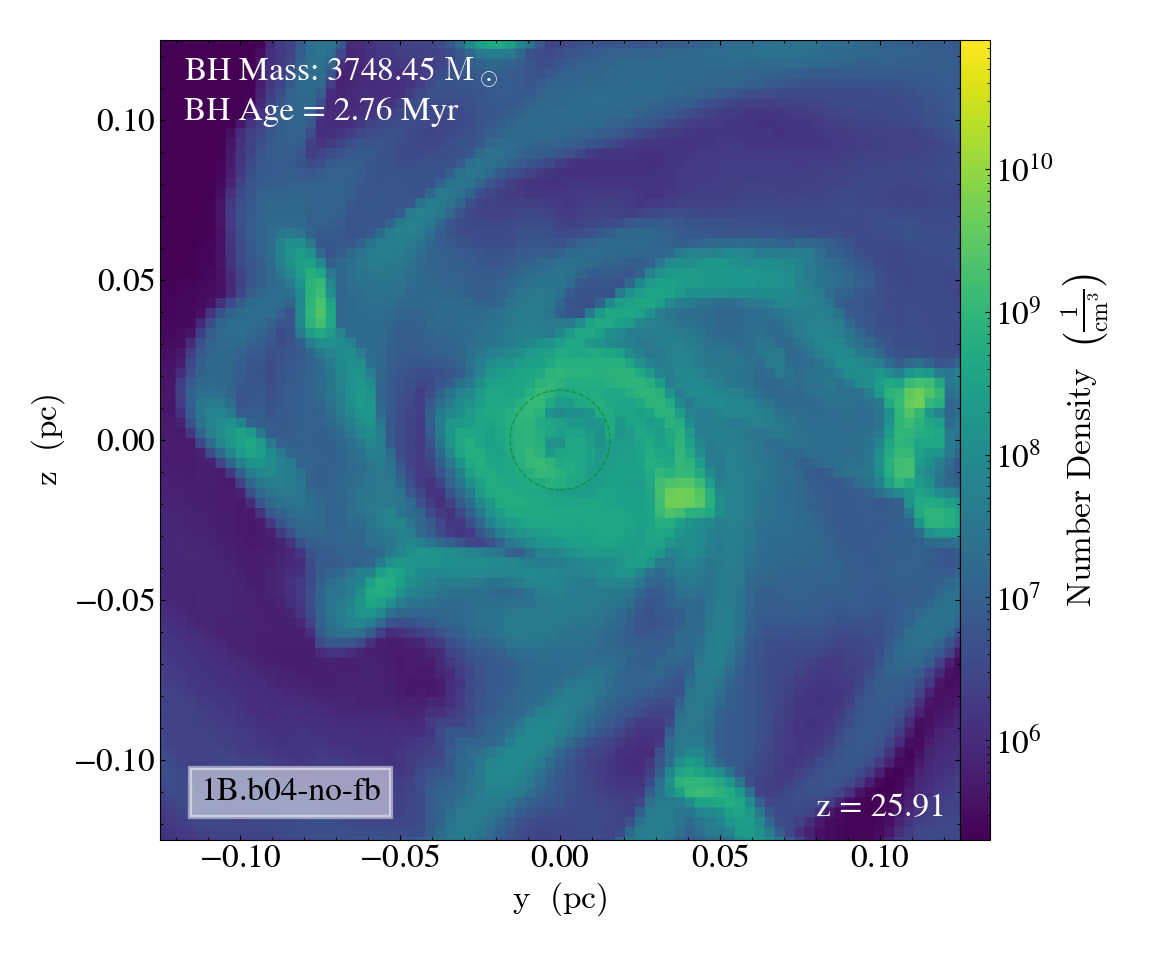 BH Mass: 3748.45 M☉
BH Age = 2.76 Myr
1B.b04-no-fb
z = 25.91
0.10
0.05
0.00
−0.05
−0.10
z (pc)
−0.10 −0.05 0.00 0.05 0.10
y (pc)
10¹⁰
10⁹
10⁸
10⁷
10⁶
Number Density (1/cm³)